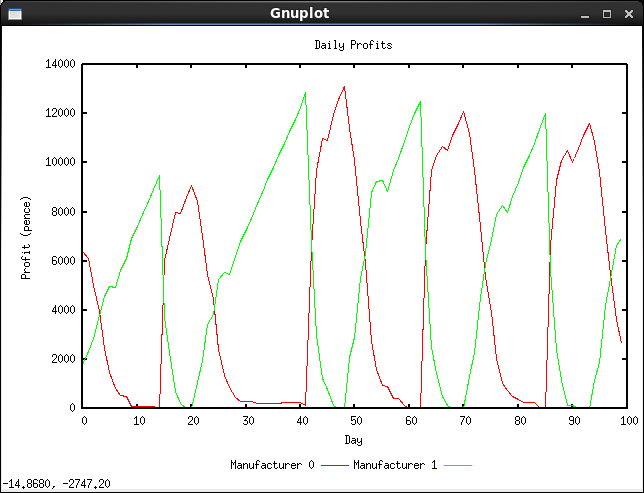 Gnuplot
Daily Profits
14000
12000
10000
8000
6000
4000
2000
0
Profit (pence)
0 10 20 30 40 50 60 70 80 90 100
Day
Manufacturer 0 Manufacturer 1
-14.8680, -2747.20